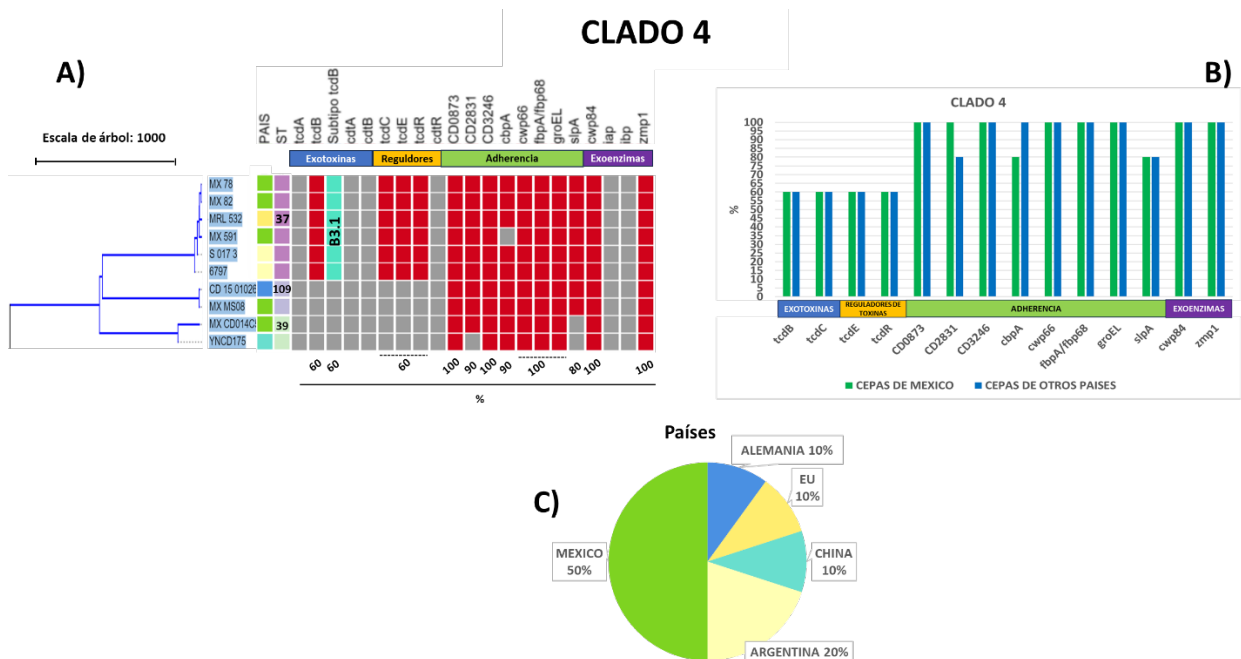 CLADO 4
A)
Escala de árbol: 1000
PAIS
ST
tcdA
tcdB
Subtipo tcdB
cdtA
cdtB
tcdC
tcdE
tcdR
cdtR
CD0873
CD2831
CD3246
cbpA
cwp66
fbpA/fbp68
groEL
slpA
cwp84
iap
ibp
zmp1
Exotoxinas
Reguldores
Adherencia
Exoenzimas
MX 78
MX 82
MRL 532
MX 591
S 017 3
6797
CD 15 01026
MX MS08
MX CD014C
YNCD175
37
109
39
B3.1
60
60
60
100
90
100
90
100
80
100
100
%
B)
CLADO 4
100
95
90
85
80
75
70
65
60
55
50
45
40
35
30
25
20
15
10
5
0
%
EXOTOXINAS
REGULADORES DE TOXINAS
ADHERENCIA
EXOENZIMAS
tcdB
tcdC
tcdE
tcdR
CD0873
CD2831
CD3246
cbpA
cwp66
fbpA/fbp68
groEL
slpA
cwp84
zmp1
CEPAS DE MEXICO
CEPAS DE OTROS PAISES
C)
Países
ALEMANIA 10%
EU
10%
CHINA
10%
ARGENTINA 20%
MEXICO
50%